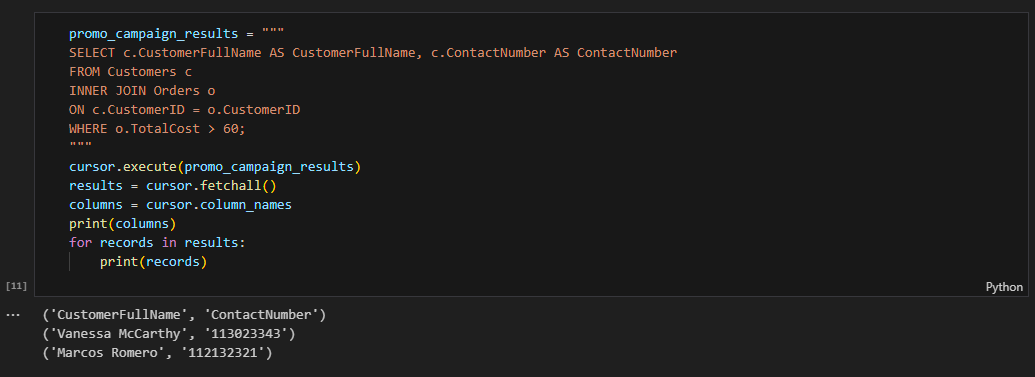 promo_campaign_results = """
SELECT c.CustomerFullName AS CustomerFullName, c.ContactNumber AS ContactNumber
FROM Customers c
INNER JOIN Orders o
ON c.CustomerID = o.CustomerID
WHERE o.TotalCost > 60;
"""
cursor.execute(promo_campaign_results)
results = cursor.fetchall()
columns = cursor.column_names
print(columns)
for records in results:
    print(records)
[11]
Python
... ('CustomerFullName', 'ContactNumber')
('Vanessa McCarthy', '113023343')
('Marcos Romero', '112132321')